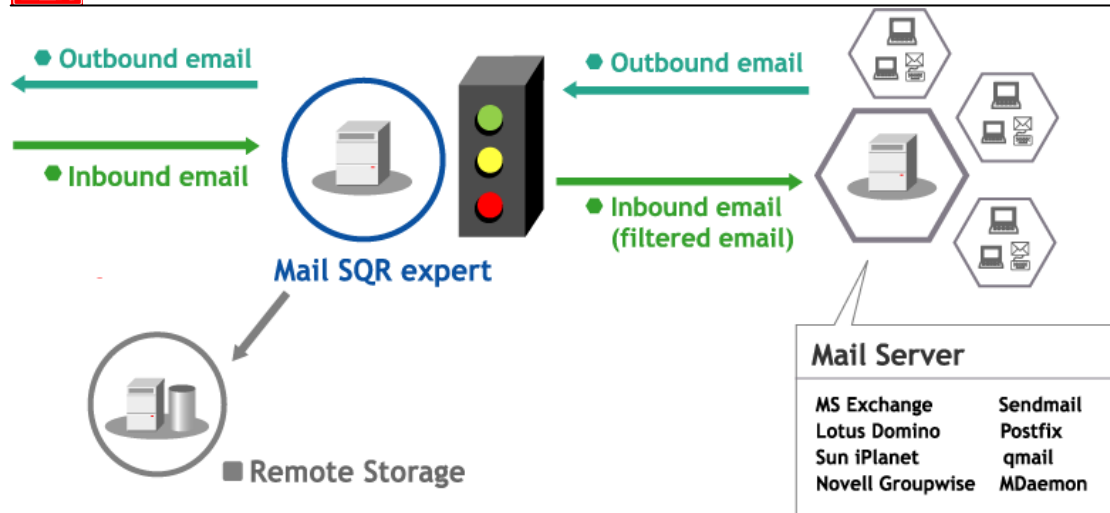 Outbound email
Outbound email
Inbound email
Inbound email
(filtered email)
Mail SQR expert
Mail Server
MS Exchange Sendmail
Lotus Domino Postfix
Sun iPlanet qmail
Novell Groupwise MDaemon
Remote Storage